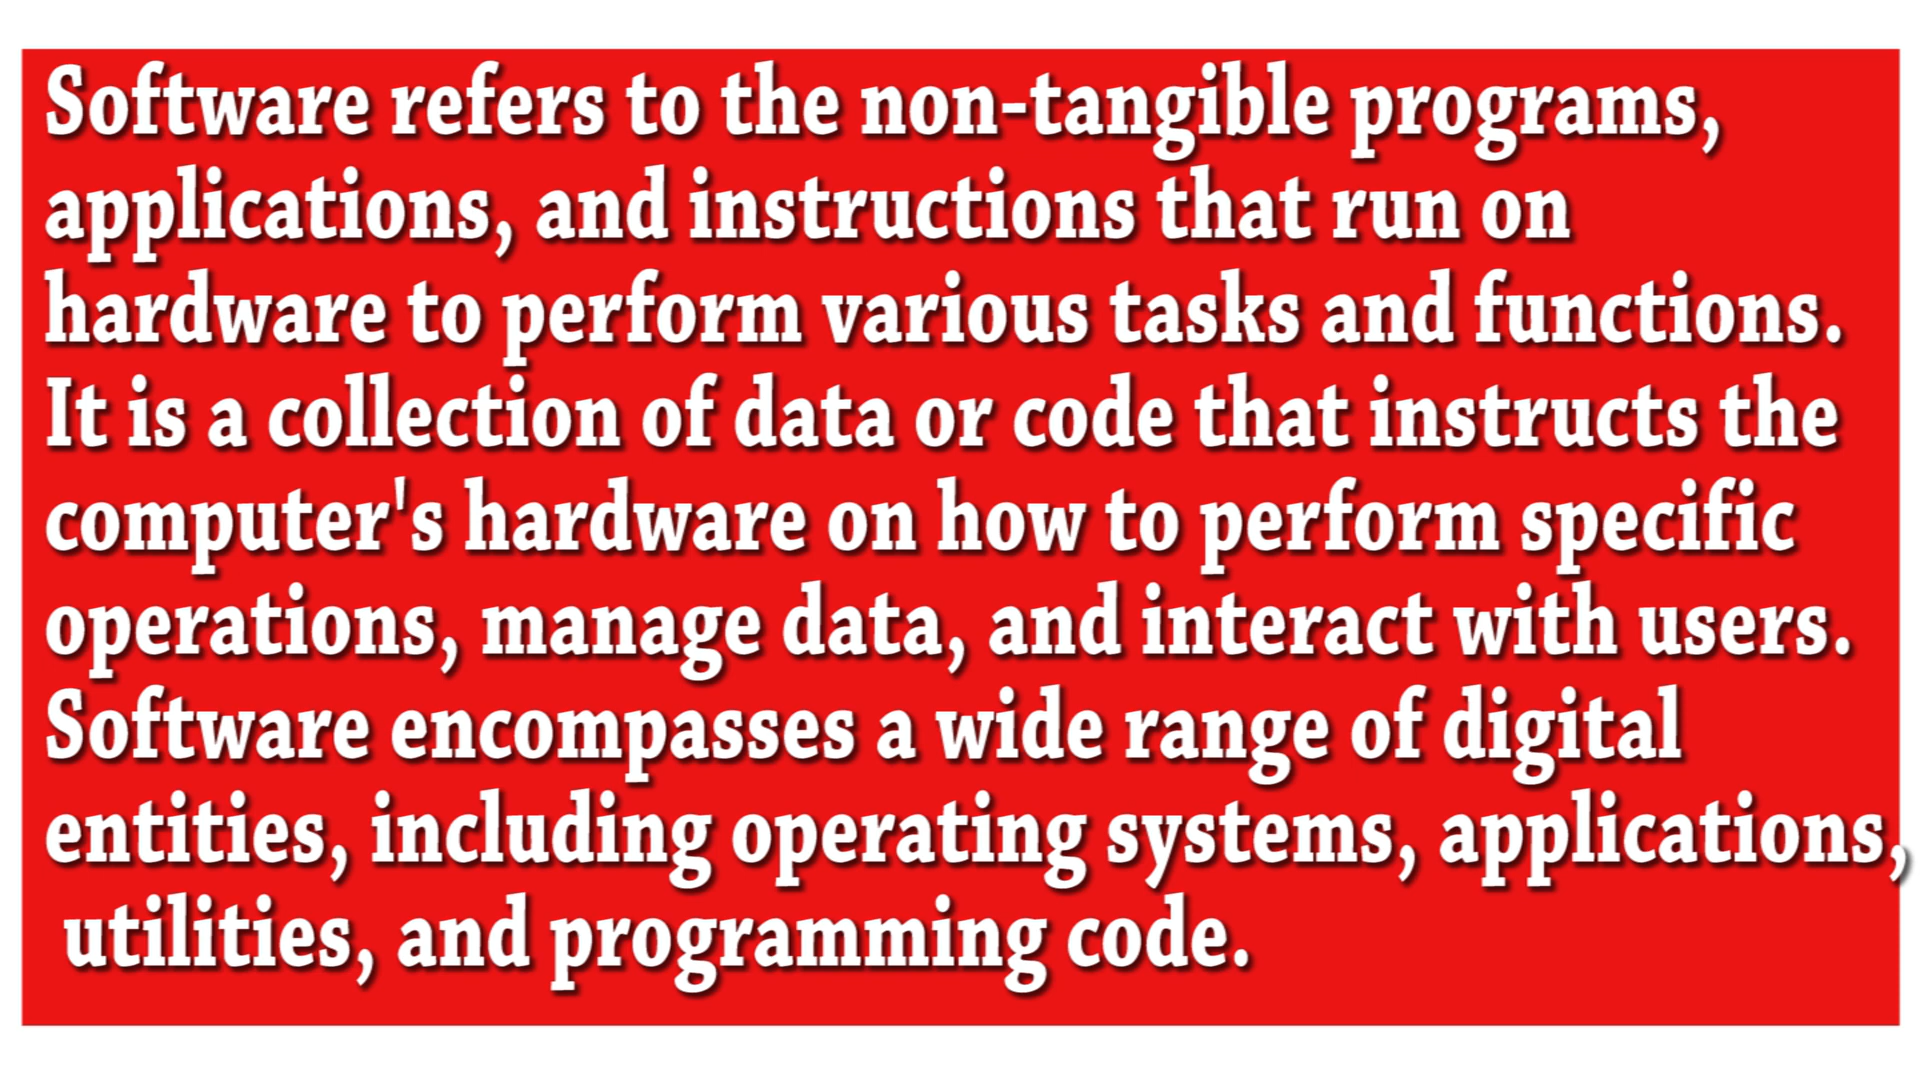 Software refers to the non-tangible programs,
applications, and instructions that run on
hardware to perform various tasks and functions.
It is a collection of data or code that instructs the
computer's hardware on how to perform specific
operations, manage data, and interact with users.
Software encompasses a wide range of digital
entities, including operating systems, applications,
utilities, and programming code.